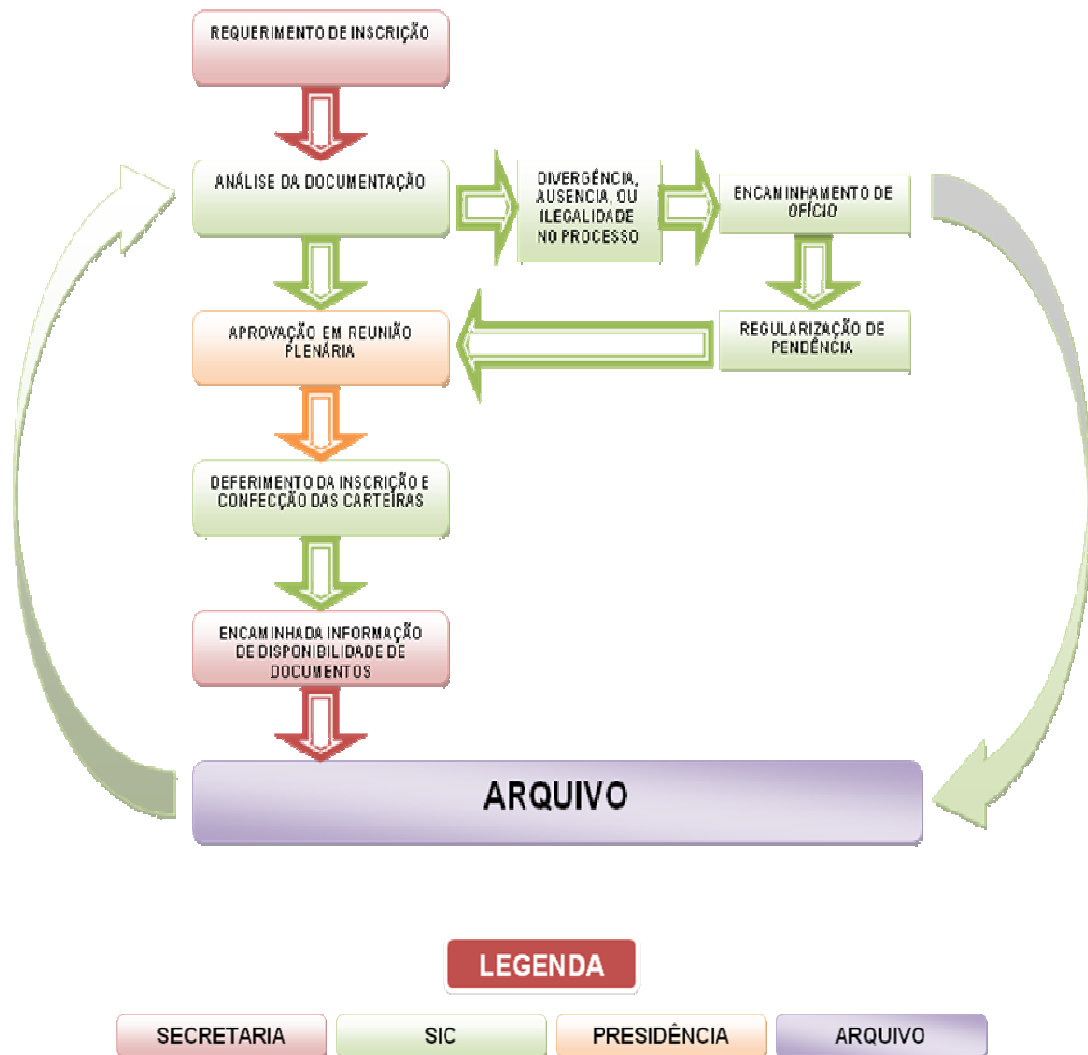 REQUERIMENTO DE INSCRIÇÃO
ANÁLISE DA DOCUMENTAÇÃO
DIVERGÊNCIA,
AUSENCIA, OU
ILEGALIDADE
NO PROCESSO
ENCAMINHAMENTO DE
OFÍCIO
APROVAÇÃO EM REUNIÃO
PLENÁRIA
REGULARIZAÇÃO DE
PENDÊNCIA
DEFERIMENTO DA INSCRIÇÃO E
CONFECÇÃO DAS CARTEIRAS
ENCAMINHADA INFORMAÇÃO
DE DISPONIBILIDADE DE
DOCUMENTOS
ARQUIVO
LEGENDA
SECRETARIA
SIC
PRESIDÊNCIA
ARQUIVO